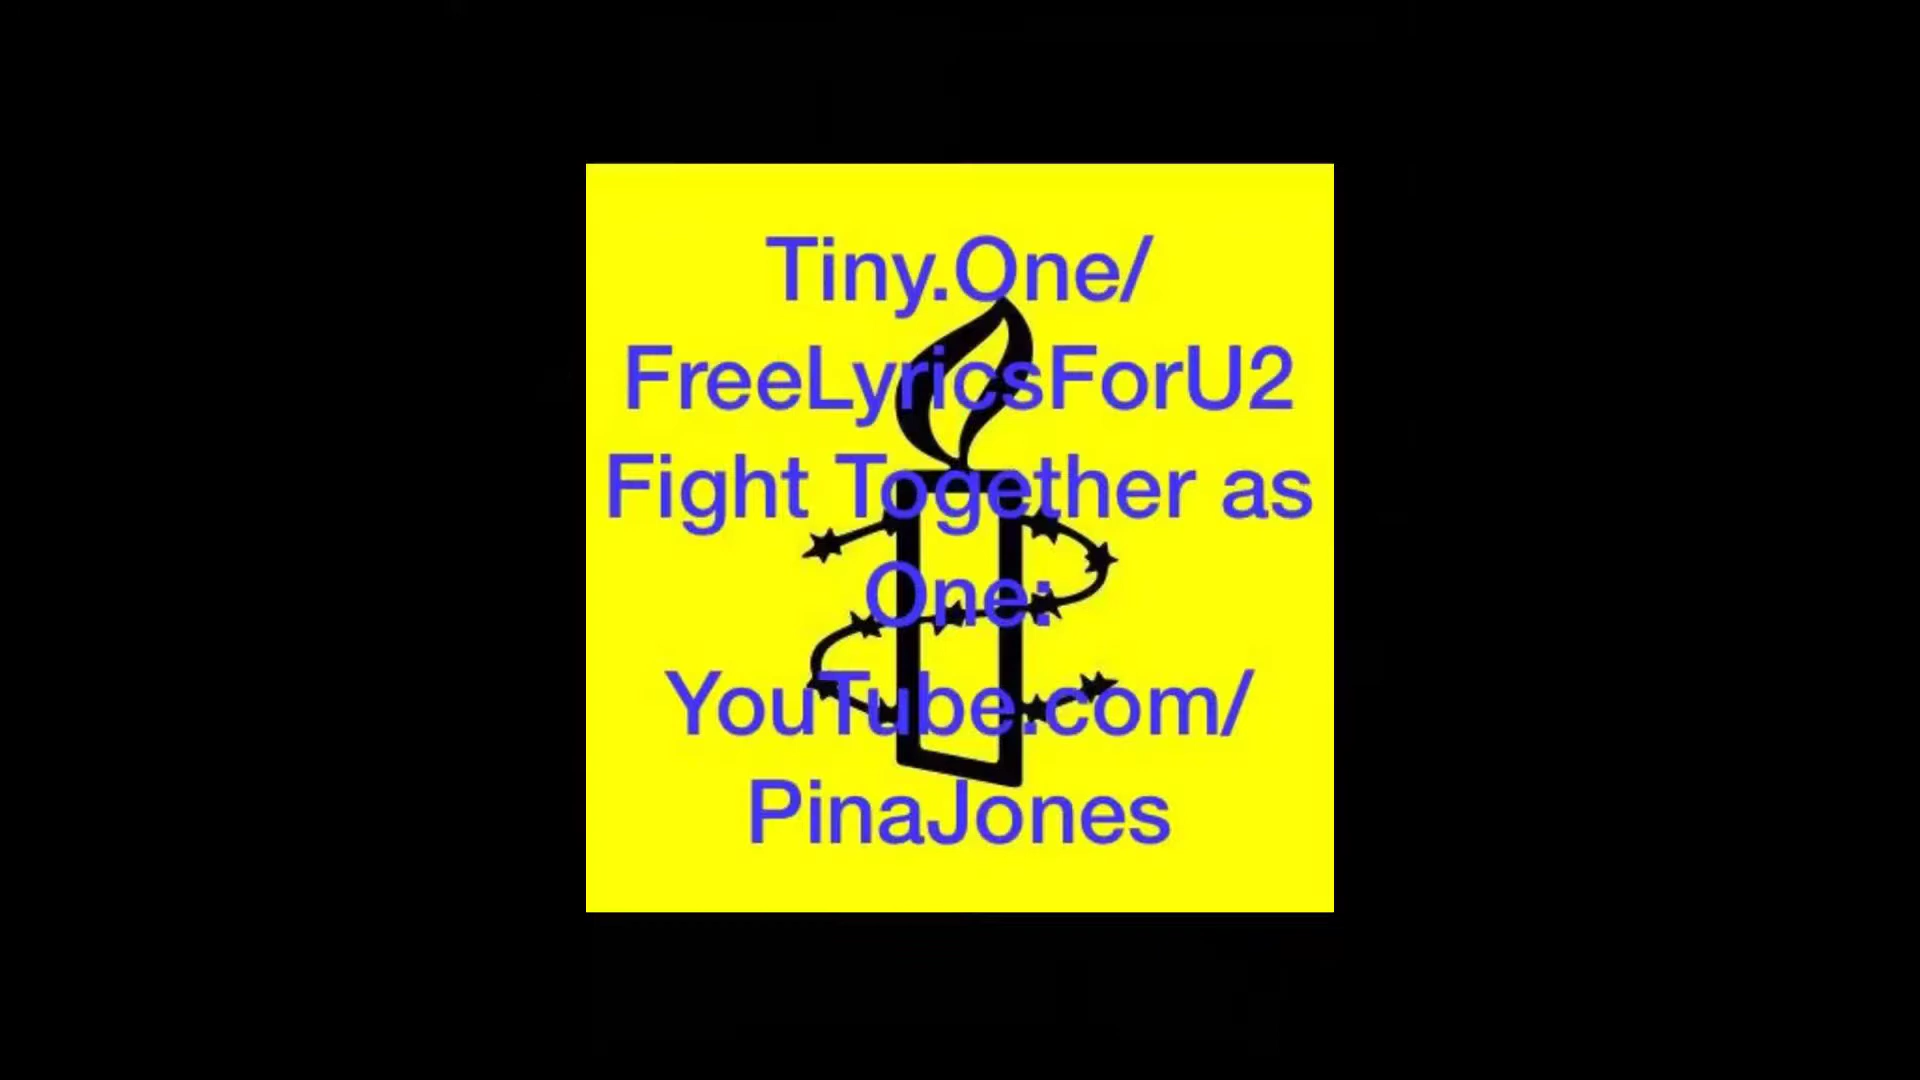 Tiny.One/
FreeLyricsForU2
Fight Together as
One:
YouTube.com/
PinaJones